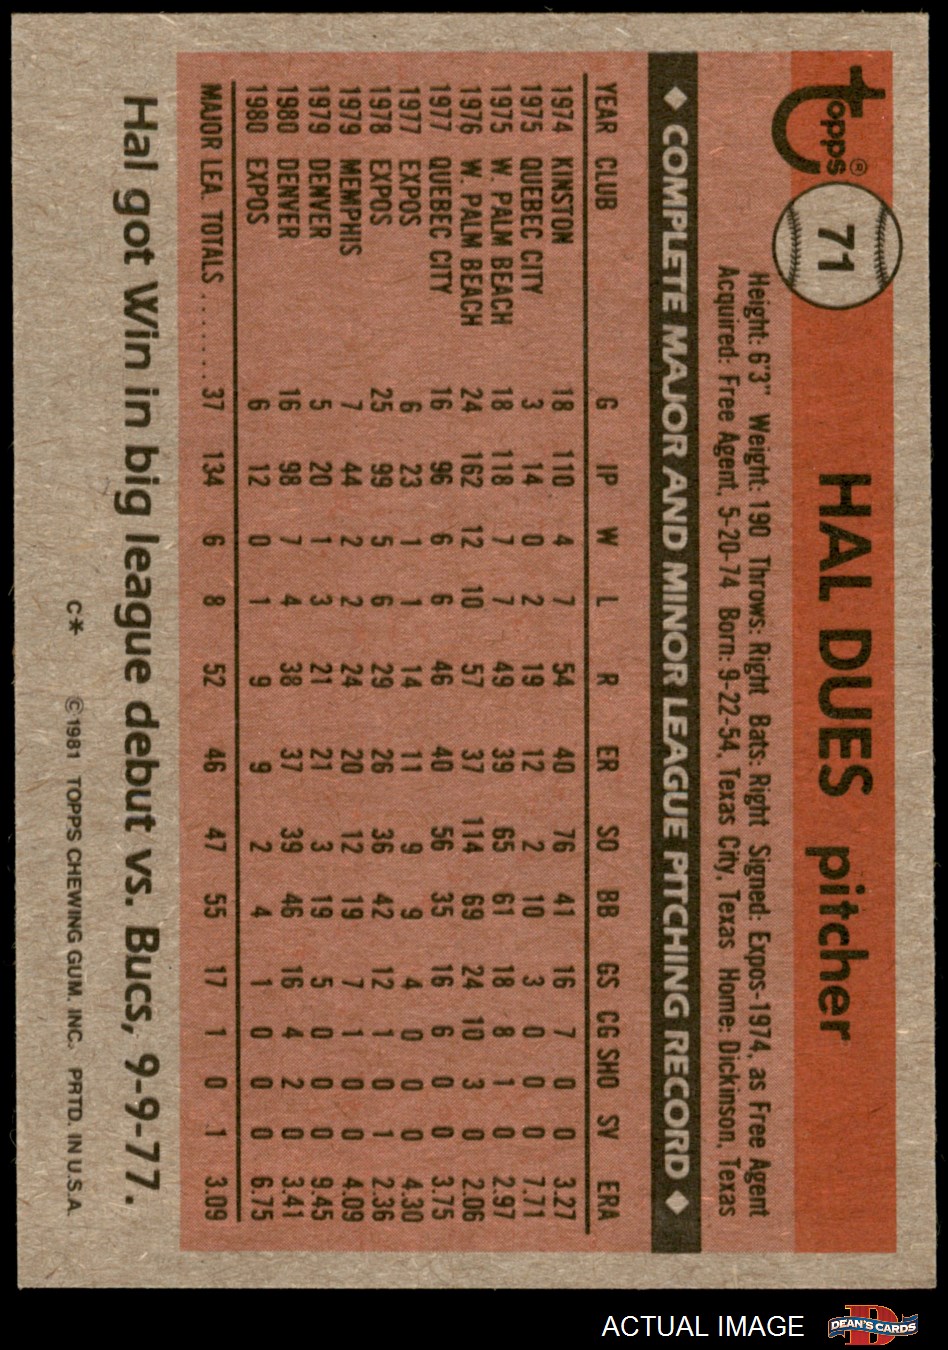 Topps®
71
HAL DUES pitcher
Height: 6'3" Weight: 190 Throws: Right Bats: Right Signed: Expos-1974, as Free Agent
Acquired: Free Agent, 5-20-74 Born: 9-22-54, Texas City, Texas Home: Dickinson, Texas
◆ COMPLETE MAJOR AND MINOR LEAGUE PITCHING RECORD ◆
YEAR CLUB G IP W L R ER SO BB GS CG SHO SV ERA
1974 KINSTON 18 110 4 7 54 40 76 41 16 7 0 0 3.27
1975 QUEBEC CITY 3 14 0 2 19 12 2 10 3 0 0 0 7.71
1975 W. PALM BEACH 18 118 7 7 49 39 65 61 18 8 1 0 2.97
1976 W. PALM BEACH 24 162 12 10 57 37 114 69 24 10 3 0 2.06
1977 QUEBEC CITY 16 96 6 6 46 40 56 35 16 6 0 0 3.75
1977 EXPOS 6 23 1 1 14 11 9 9 4 0 0 0 4.30
1978 EXPOS 25 99 5 6 29 26 36 42 12 1 0 1 2.36
1979 MEMPHIS 7 44 2 2 24 20 12 19 7 1 0 0 4.09
1979 DENVER 5 20 1 3 21 21 3 19 5 0 0 0 9.45
1980 DENVER 16 98 7 4 38 37 39 46 16 4 2 0 3.41
1980 EXPOS 6 12 0 1 9 9 2 4 1 0 0 0 6.75
MAJOR LEA. TOTALS ....... 37 134 6 8 52 46 47 55 17 1 0 1 3.09
Hal got Win in big league debut vs. Bucs, 9-9-77.
C* © 1981 TOPPS CHEWING GUM, INC. PRTD. IN U.S.A.
ACTUAL IMAGE
D
DEAN'S CARDS